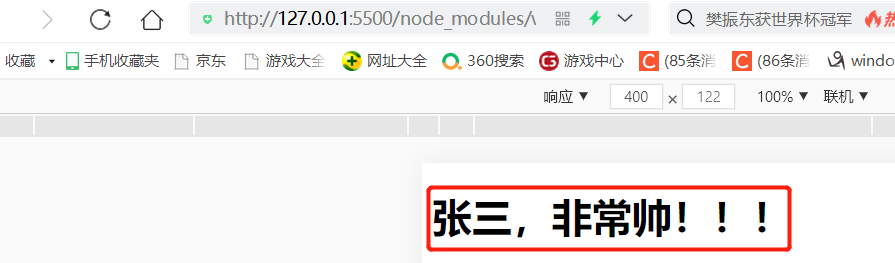 http://127.0.0.1:5500/node_modules/v 樊振东获世界杯冠军 热
收藏 手机收藏夹 京东 游戏大全 网址大全 360搜索 游戏中心 (85条消 (86条消 windo
响应 ▼ 400 × 122 100% ▼ 联机 ▼
张三，非常帅！！！